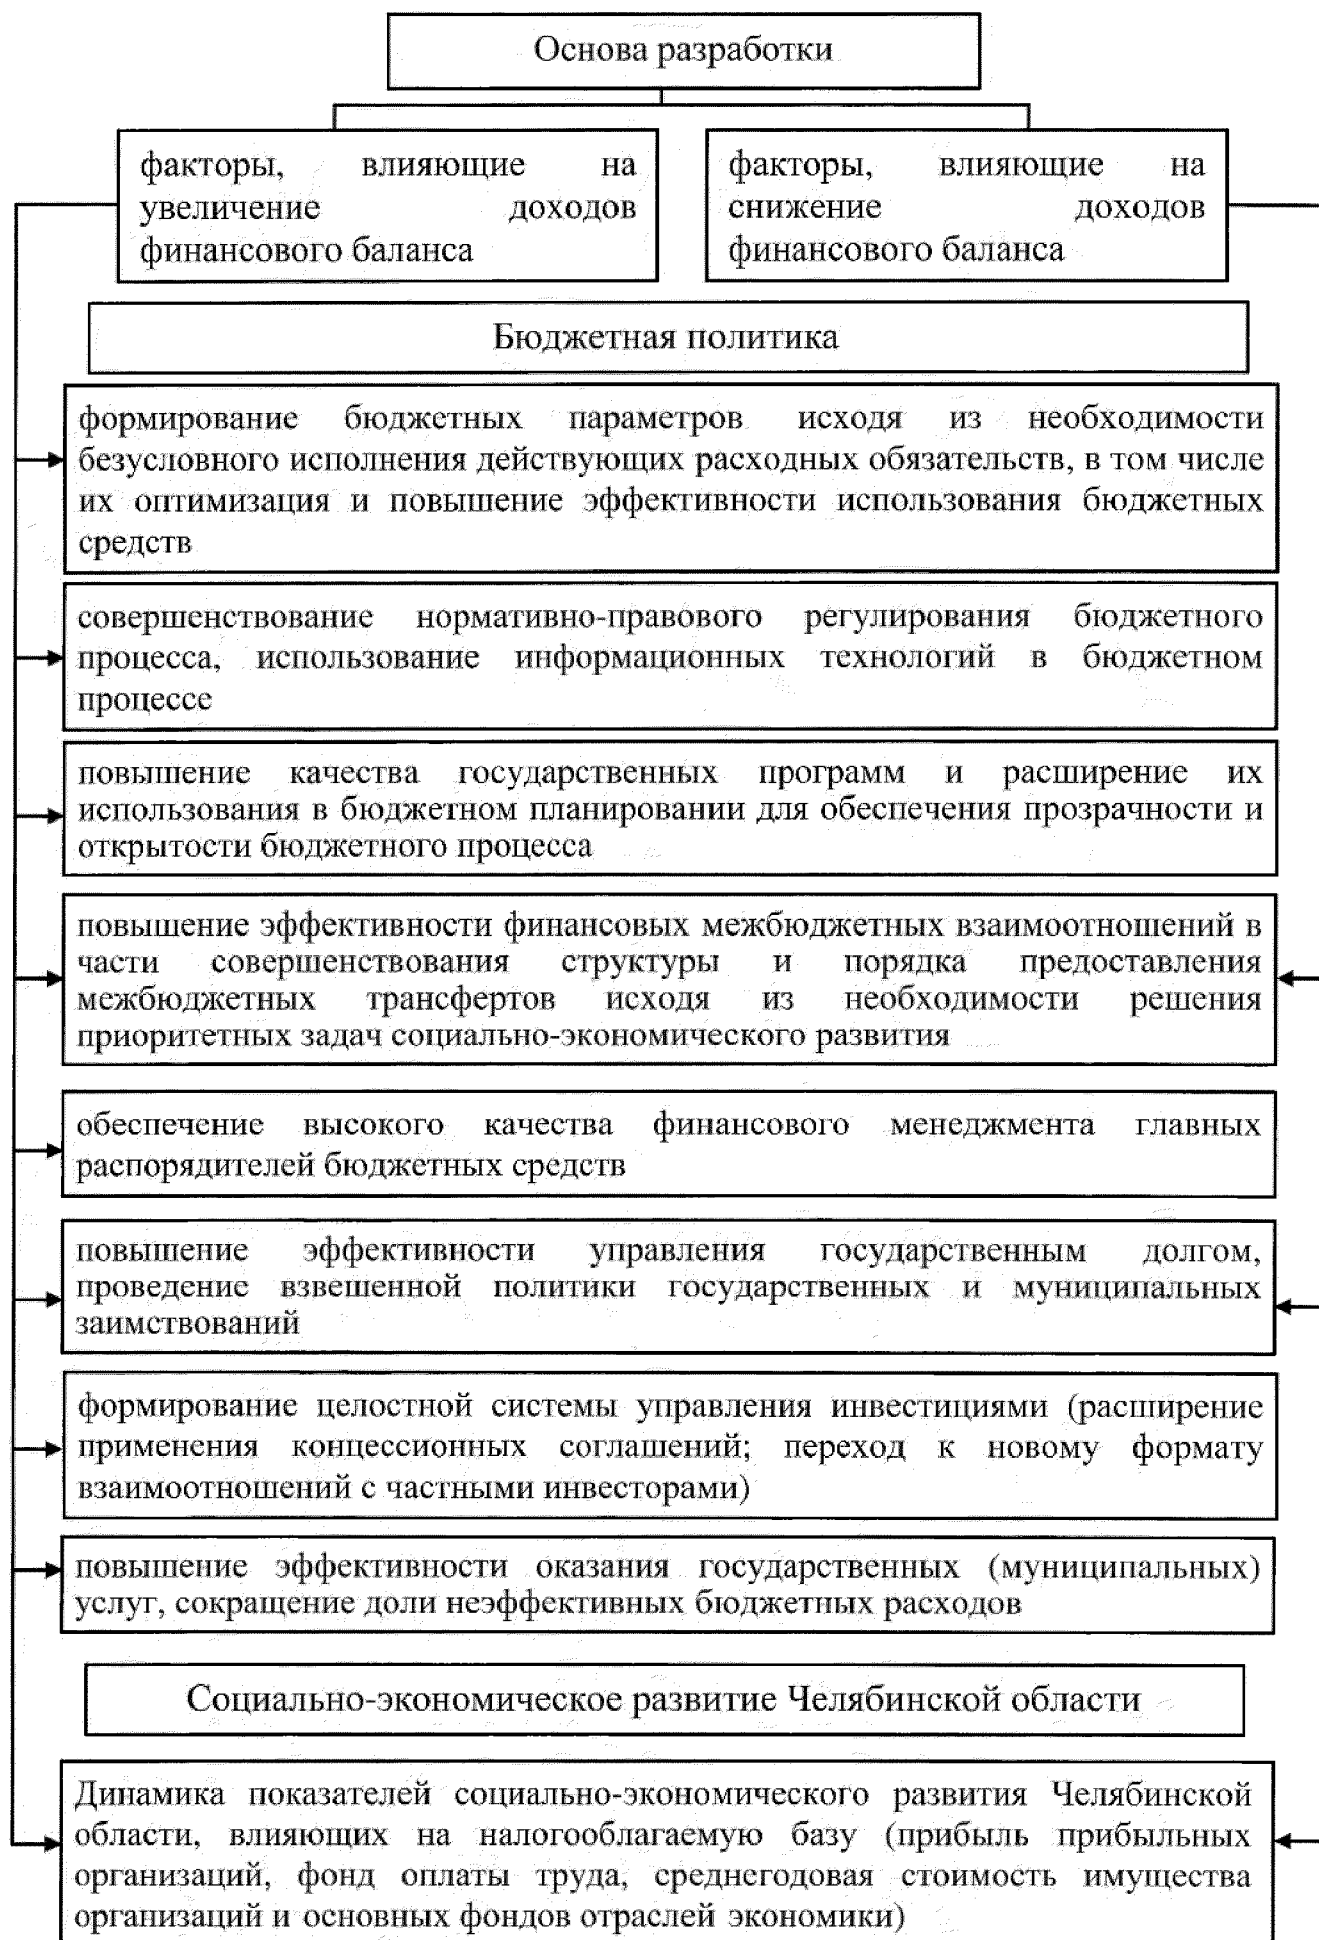 Основа разработки
факторы, влияющие на
увеличение доходов
финансового баланса
факторы, влияющие на
снижение доходов
финансового баланса
Бюджетная политика
формирование бюджетных параметров исходя из необходимости
безусловного исполнения действующих расходных обязательств, в том числе
их оптимизация и повышение эффективности использования бюджетных
средств
совершенствование нормативно-правового регулирования бюджетного
процесса, использование информационных технологий в бюджетном
процессе
повышение качества государственных программ и расширение их
использования в бюджетном планировании для обеспечения прозрачности и
открытости бюджетного процесса
повышение эффективности финансовых межбюджетных взаимоотношений в
части совершенствования структуры и порядка предоставления
межбюджетных трансфертов исходя из необходимости решения
приоритетных задач социально-экономического развития
обеспечение высокого качества финансового менеджмента главных
распорядителей бюджетных средств
повышение эффективности управления государственным долгом,
проведение взвешенной политики государственных и муниципальных
заимствований
формирование целостной системы управления инвестициями (расширение
применения концессионных соглашений; переход к новому формату
взаимоотношений с частными инвесторами)
повышение эффективности оказания государственных (муниципальных)
услуг, сокращение доли неэффективных бюджетных расходов
Социально-экономическое развитие Челябинской области
Динамика показателей социально-экономического развития Челябинской
области, влияющих на налогооблагаемую базу (прибыль прибыльных
организаций, фонд оплаты труда, среднегодовая стоимость имущества
организаций и основных фондов отраслей экономики)